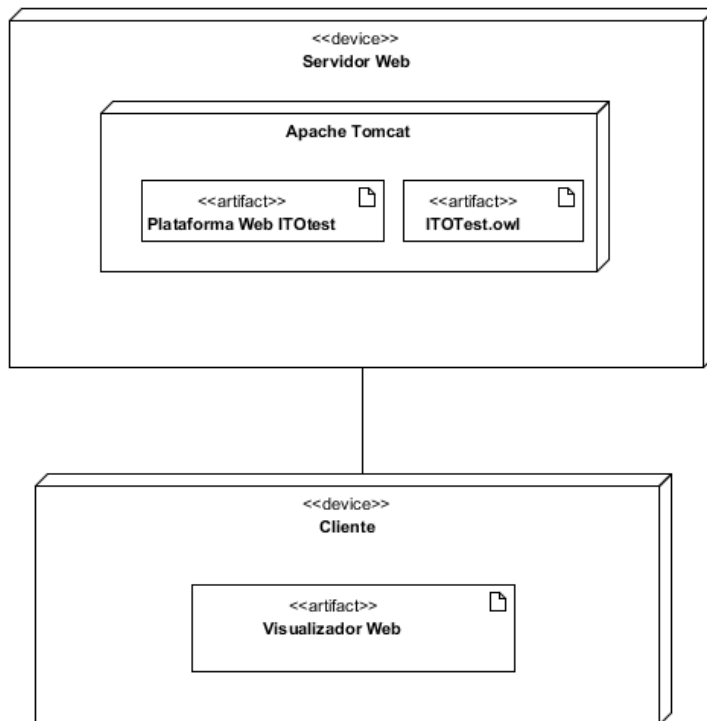 <<device>>
Servidor Web
Apache Tomcat
<<artifact>>
Plataforma Web ITOtest
<<artifact>>
ITOTest.owl
<<device>>
Cliente
<<artifact>>
Visualizador Web